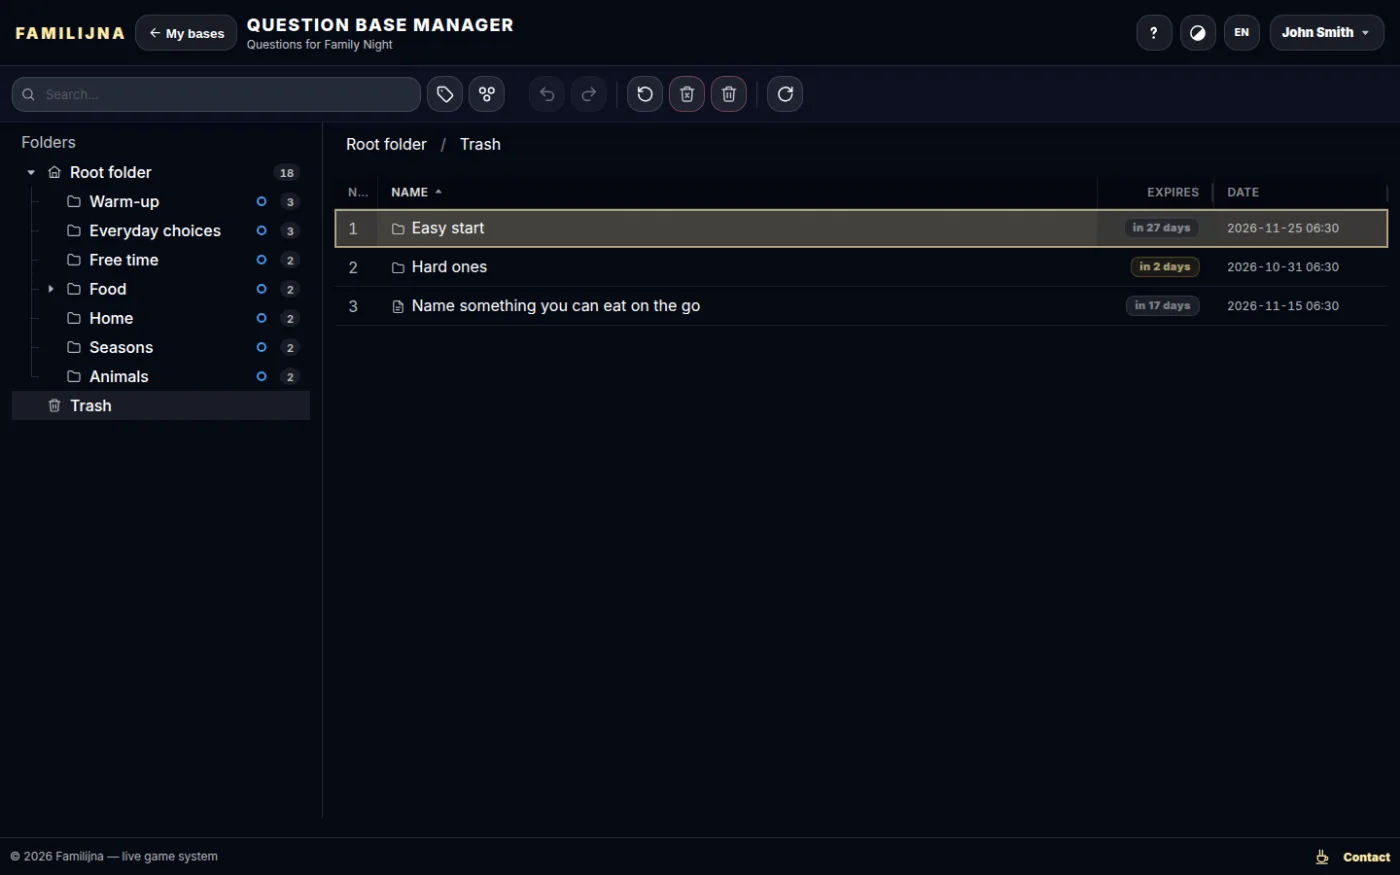 FAMILIJNA
← My bases
QUESTION BASE MANAGER
Questions for Family Night
?
EN
John Smith
Search...
Folders
Root folder 18
Warm-up 3
Everyday choices 3
Free time 2
Food 2
Home 2
Seasons 2
Animals 2
Trash
Root folder / Trash
N... NAME EXPIRES DATE
1 Easy start in 27 days 2026-11-25 06:30
2 Hard ones in 2 days 2026-10-31 06:30
3 Name something you can eat on the go in 17 days 2026-11-15 06:30
© 2026 Familijna — live game system
Contact